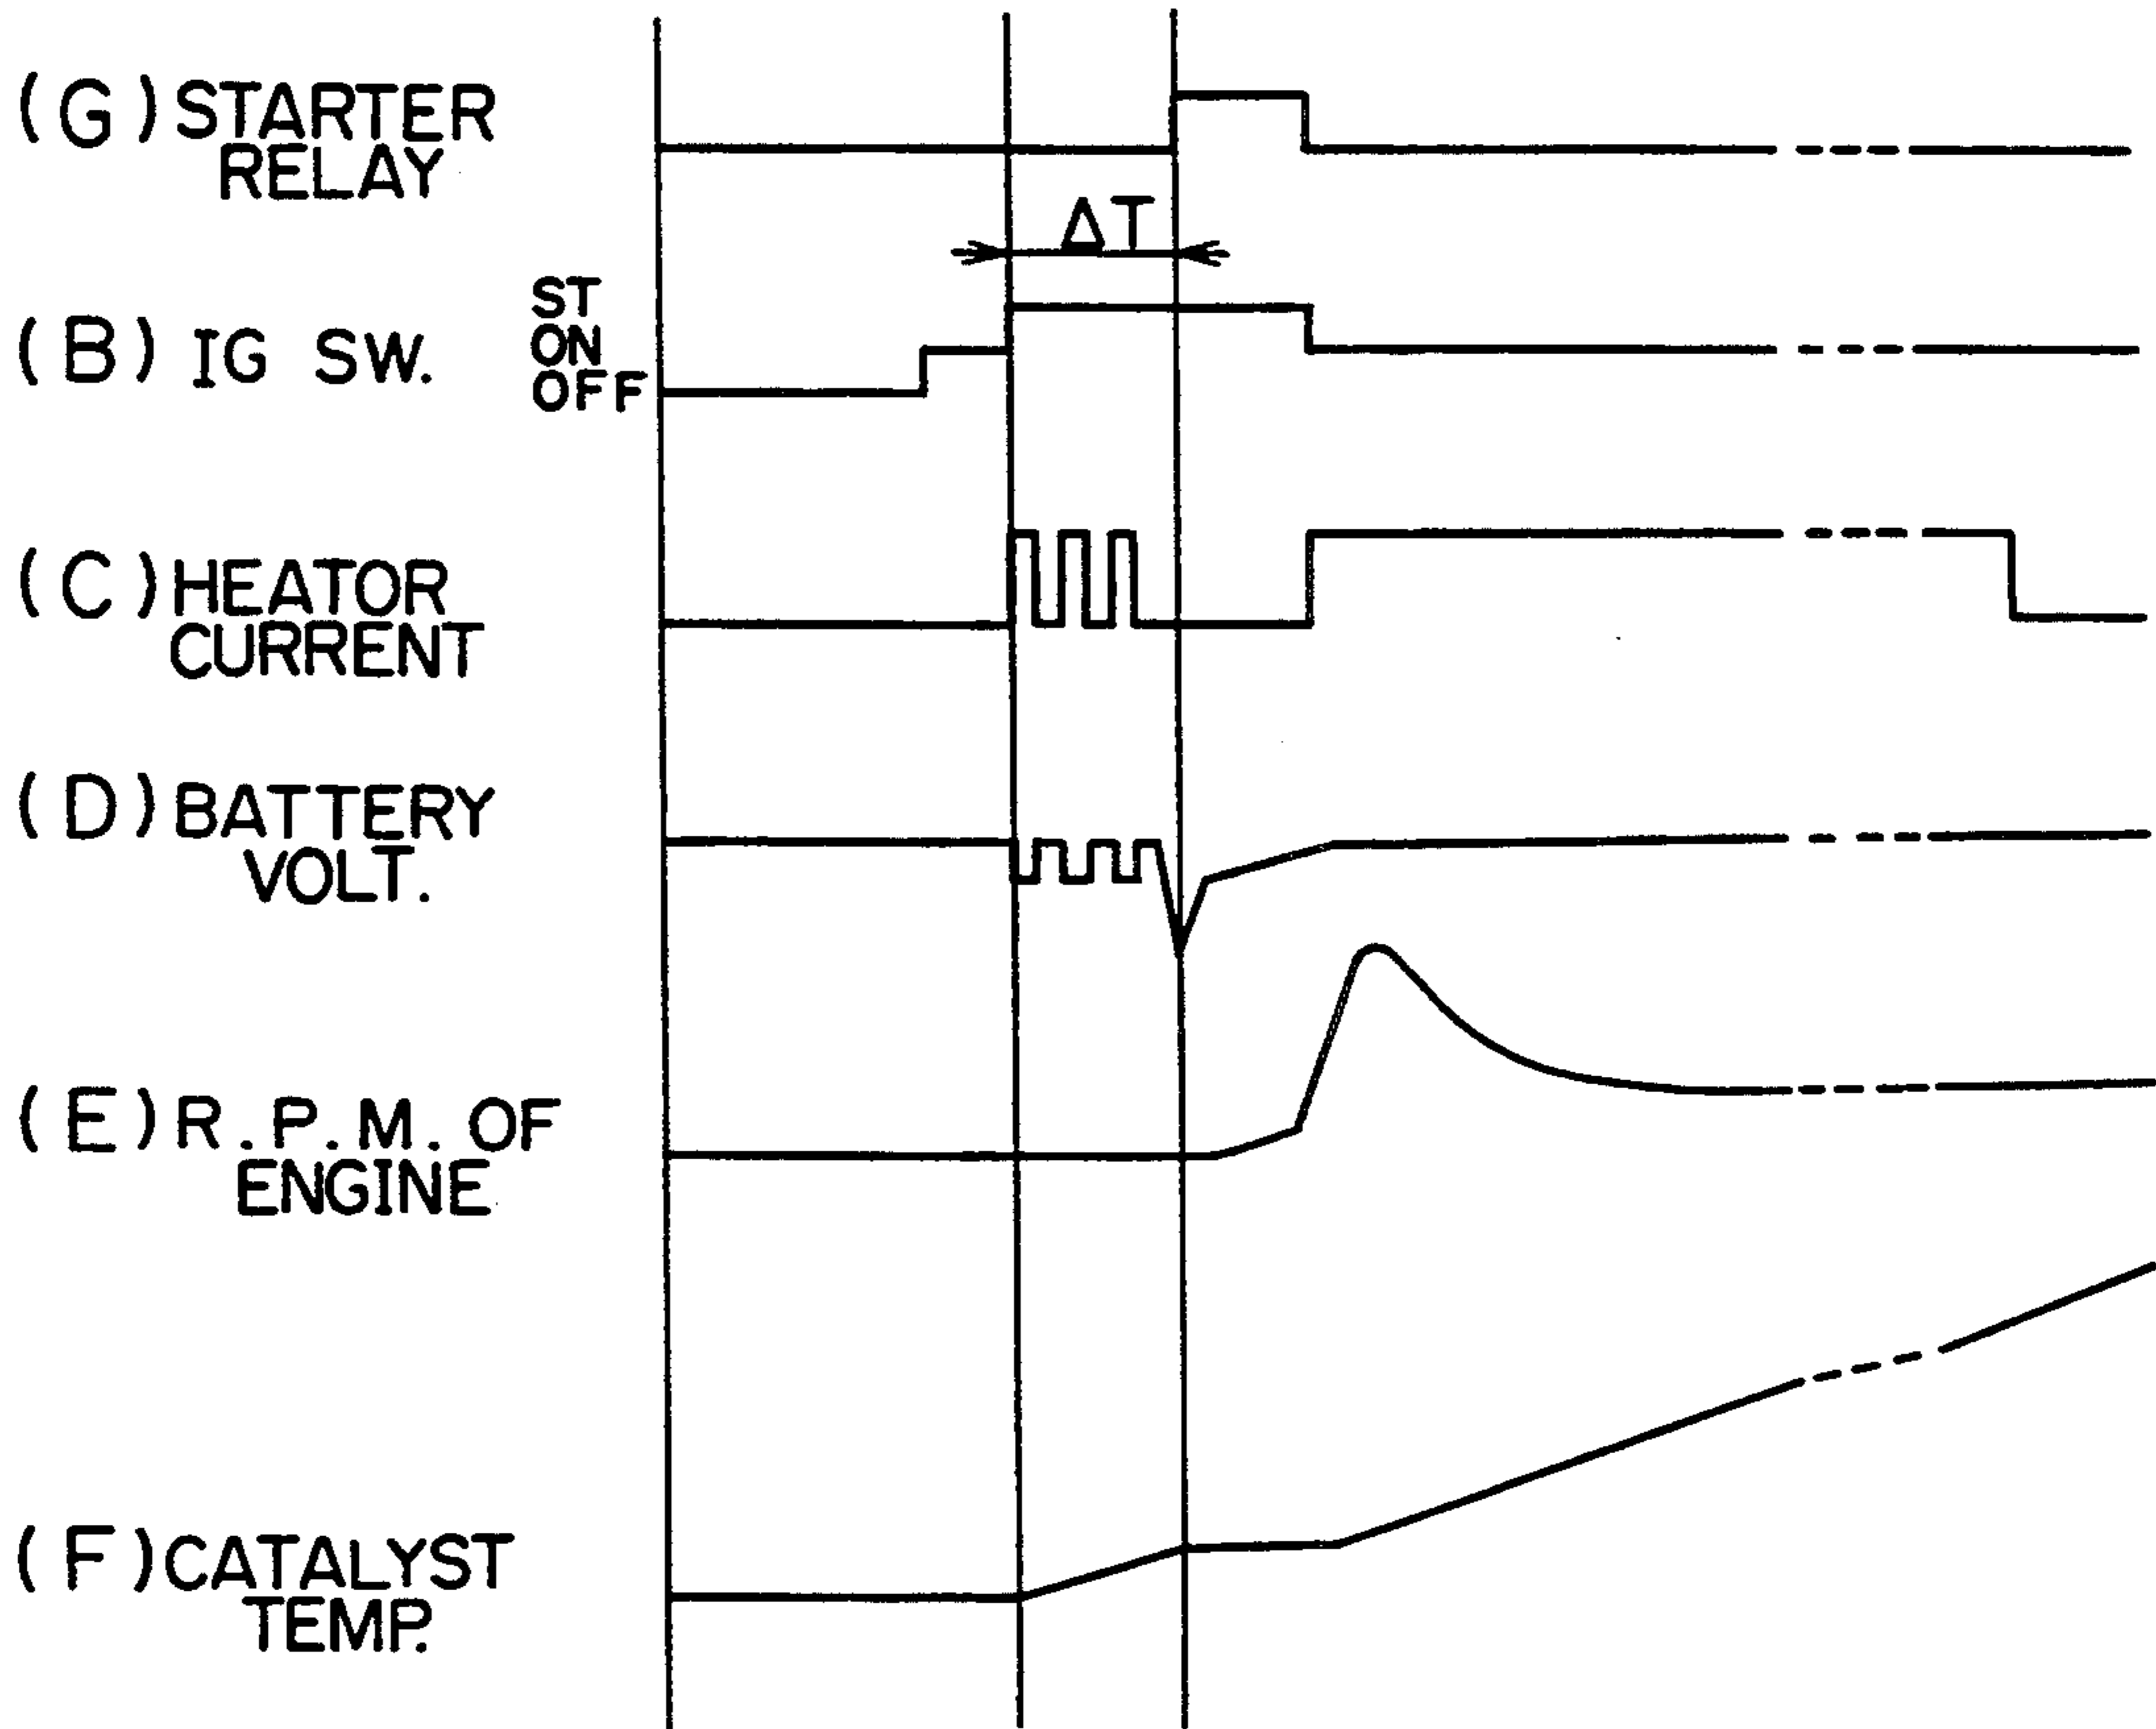 (G) STARTER
RELAY
ΔT
(B) IG SW.
ST
ON
OFF
(C) HEATOR
CURRENT
(D) BATTERY
VOLT.
(E) R.P.M. OF
ENGINE
(F) CATALYST
TEMP.